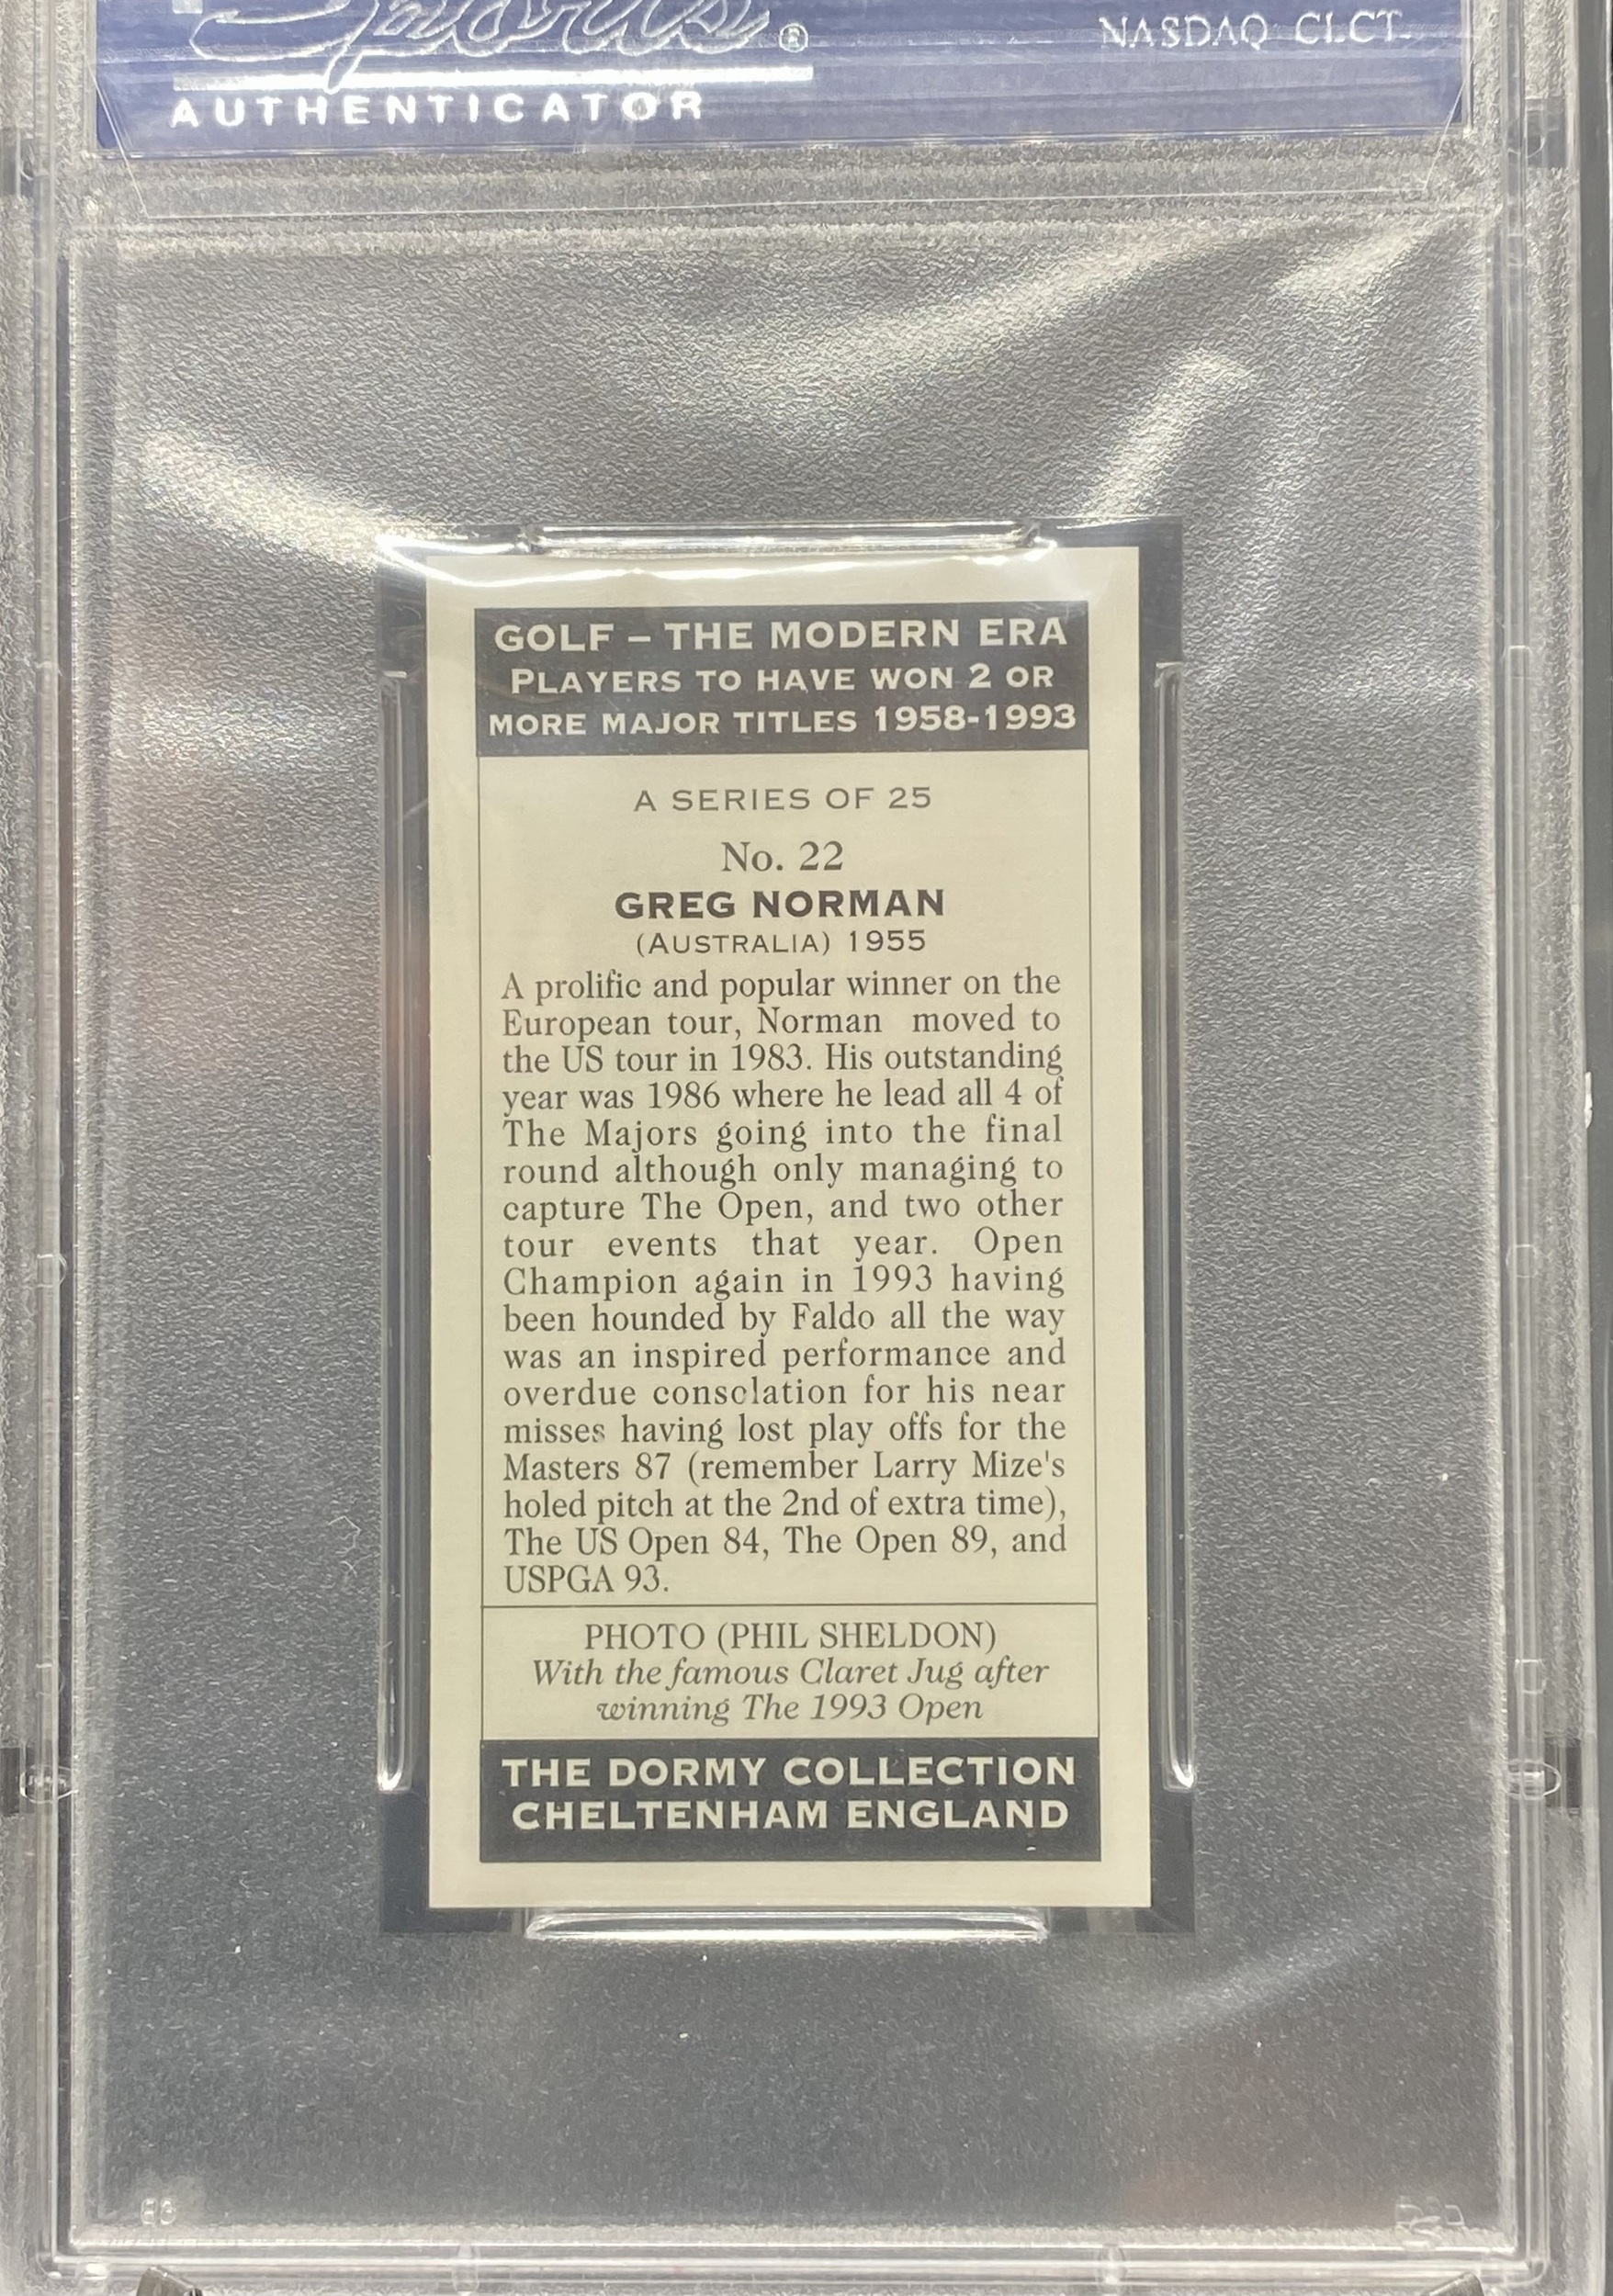 Sports ®
NASDAQ CLCT
AUTHENTICATOR
GOLF – THE MODERN ERA
PLAYERS TO HAVE WON 2 OR
MORE MAJOR TITLES 1958-1993
A SERIES OF 25
No. 22
GREG NORMAN
(AUSTRALIA) 1955
A prolific and popular winner on the
European tour, Norman moved to
the US tour in 1983. His outstanding
year was 1986 where he lead all 4 of
The Majors going into the final
round although only managing to
capture The Open, and two other
tour events that year. Open
Champion again in 1993 having
been hounded by Faldo all the way
was an inspired performance and
overdue consolation for his near
misses having lost play offs for the
Masters 87 (remember Larry Mize's
holed pitch at the 2nd of extra time),
The US Open 84, The Open 89, and
USPGA 93.
PHOTO (PHIL SHELDON)
With the famous Claret Jug after
winning The 1993 Open
THE DORMY COLLECTION
CHELTENHAM ENGLAND